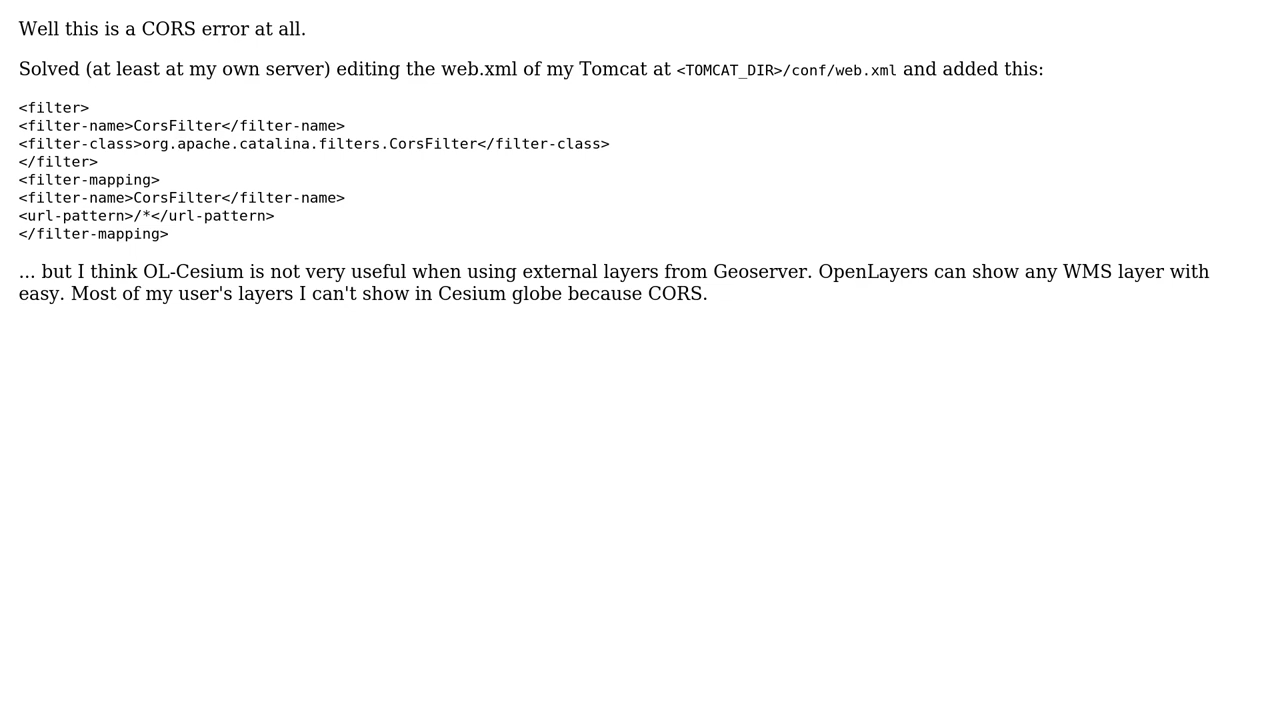 Well this is a CORS error at all.
Solved (at least at my own server) editing the web.xml of my Tomcat at <TOMCAT_DIR>/conf/web.xml and added this:
<filter>
<filter-name>CorsFilter</filter-name>
<filter-class>org.apache.catalina.filters.CorsFilter</filter-class>
</filter>
<filter-mapping>
<filter-name>CorsFilter</filter-name>
<url-pattern>/*</url-pattern>
</filter-mapping>
... but I think OL-Cesium is not very useful when using external layers from Geoserver. OpenLayers can show any WMS layer with
easy. Most of my user's layers I can't show in Cesium globe because CORS.